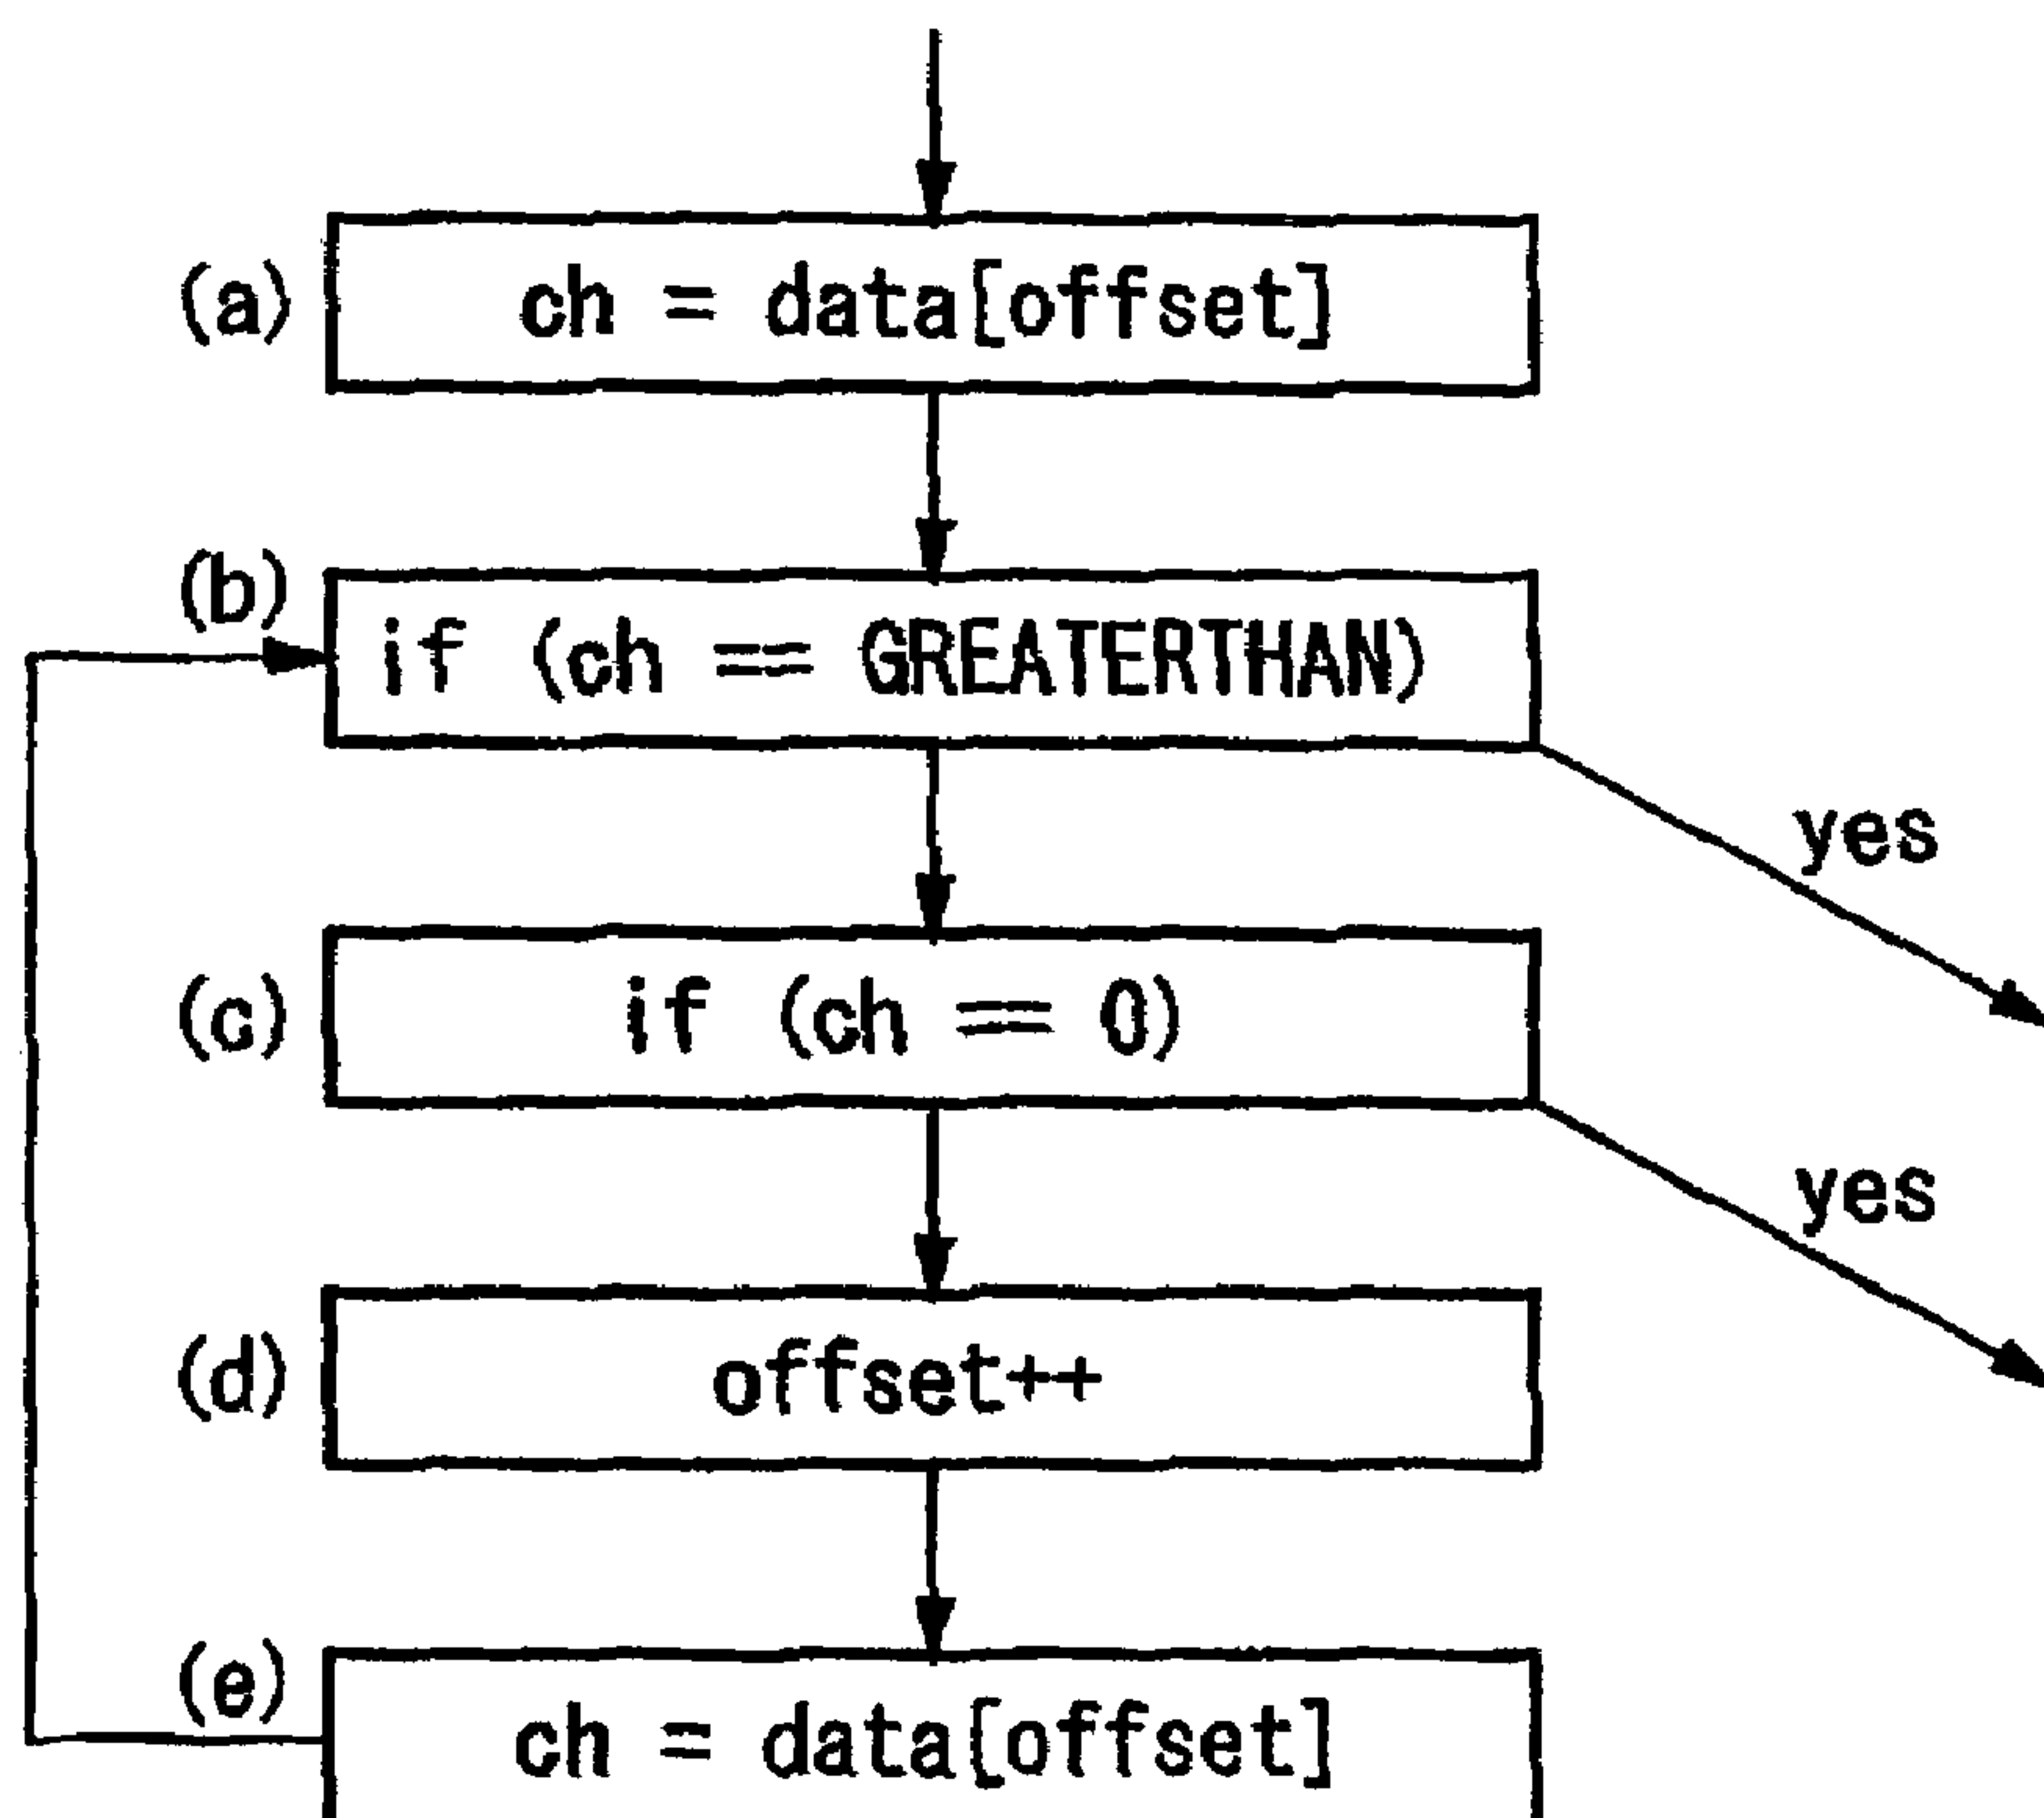 (a) ch = data[offset]
(b) if (ch == GREATERTHAN)
yes
(c) if (ch == 0)
yes
(d) offset++
(e) ch = data[offset]